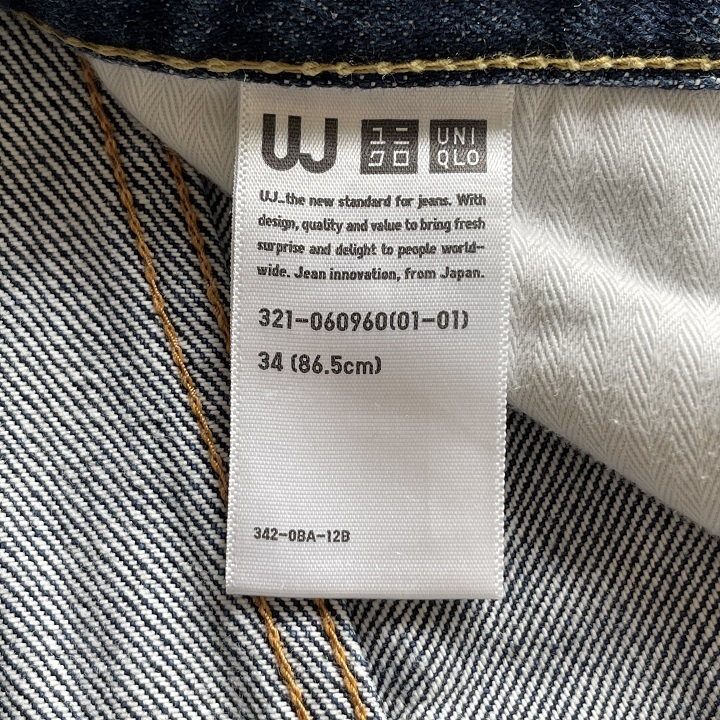 UJ ユニ UNI
クロ QLO
UJ_the new standard for jeans. With
design, quality and value to bring fresh
surprise and delight to people world-
wide. Jean innovation, from Japan.
321-060960(01-01)
34 (86.5cm)
342-0BA-12B